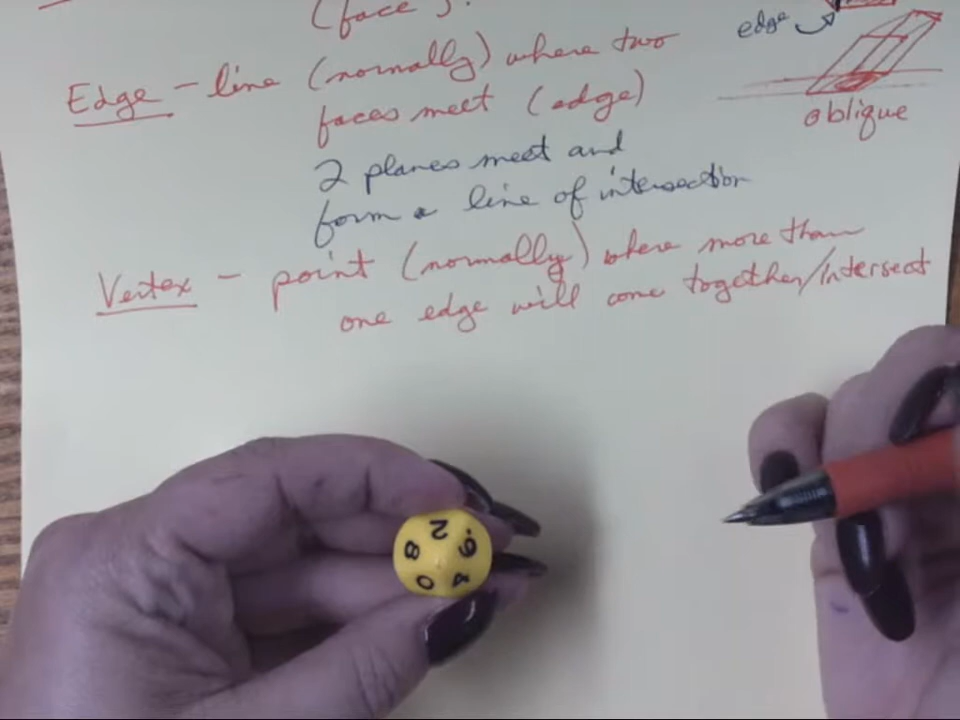 (face).
edge
Edge - line (normally) where two
faces meet (edge)
oblique
2 planes meet and
form a line of intersection
Vertex - point (normally) where more than
one edge will come together/intersect
2
8 6.
0 4